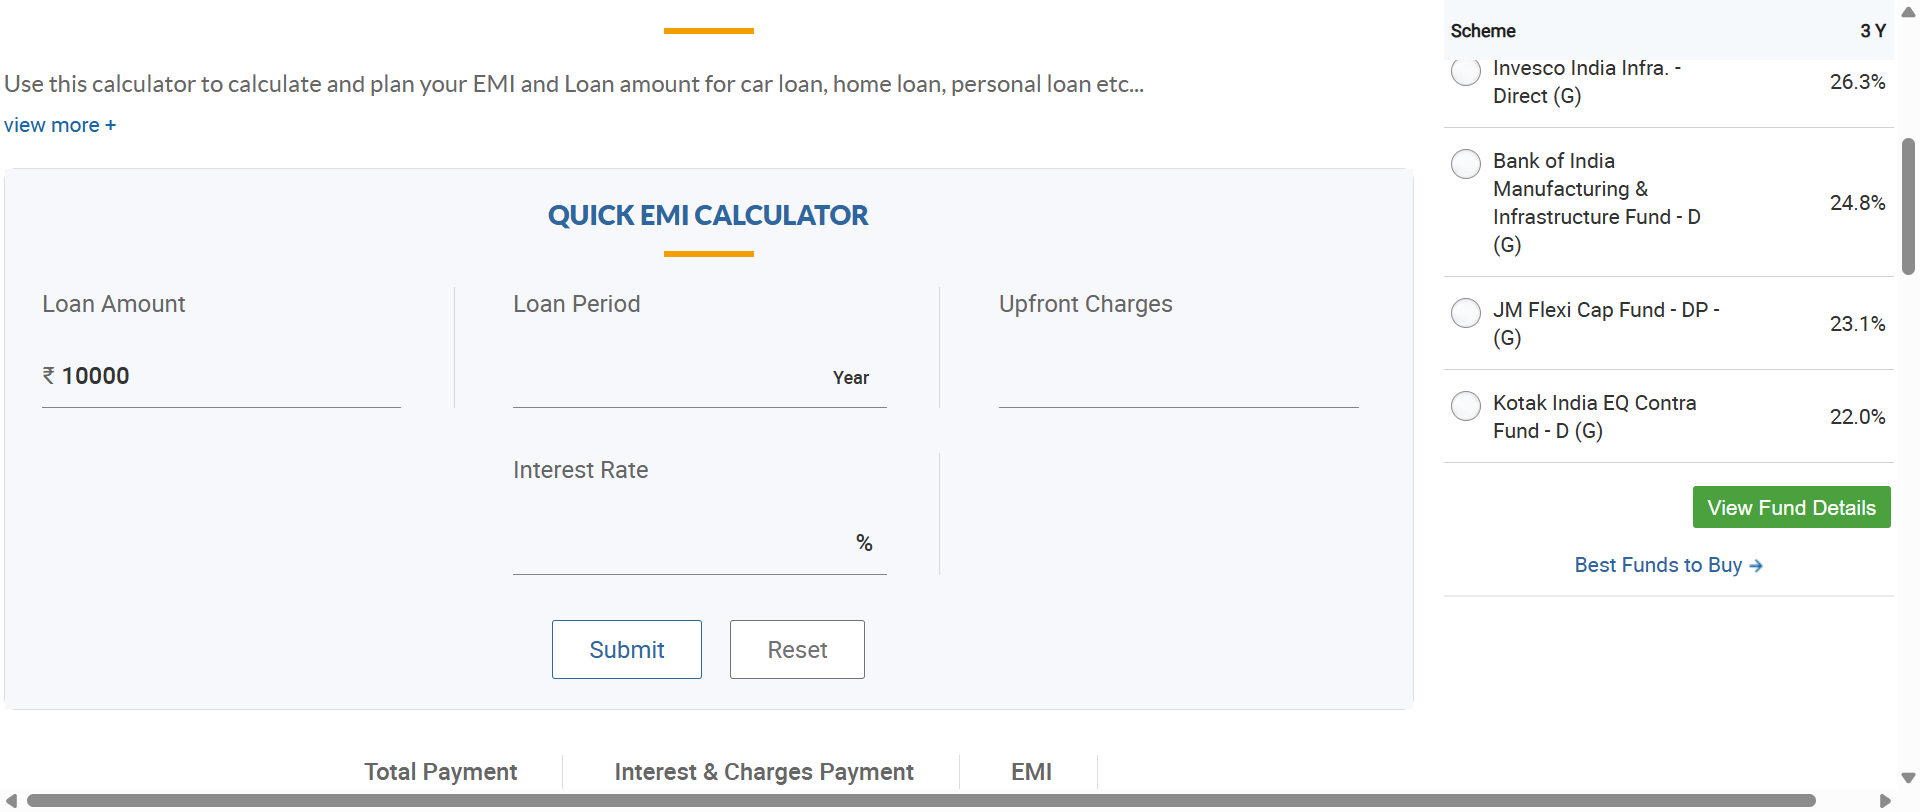 Use this calculator to calculate and plan your EMI and Loan amount for car loan, home loan, personal loan etc...
view more +
QUICK EMI CALCULATOR
Loan Amount
₹ 10000
Loan Period
Year
Upfront Charges
Interest Rate
%
Submit
Reset
Total Payment
Interest & Charges Payment
EMI
Scheme 3 Y
Invesco India Infra. -
Direct (G)
26.3%
Bank of India
Manufacturing &
Infrastructure Fund - D
(G)
24.8%
JM Flexi Cap Fund - DP -
(G)
23.1%
Kotak India EQ Contra
Fund - D (G)
22.0%
View Fund Details
Best Funds to Buy →